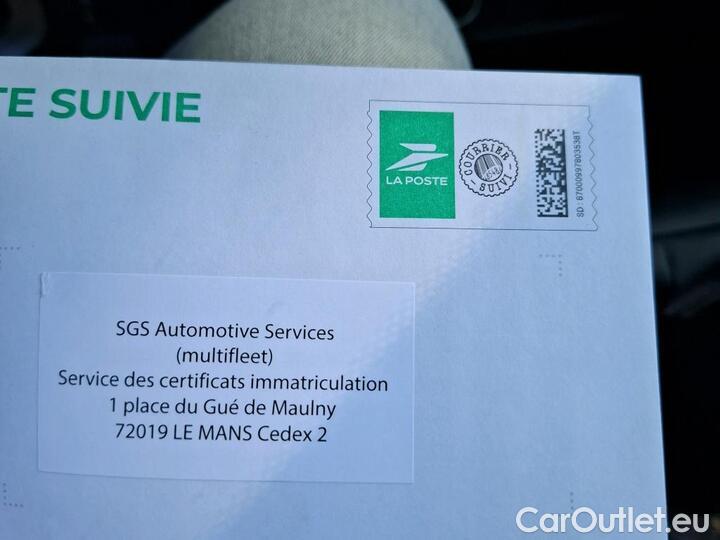 TE SUIVIE
LA POSTE
COURRIER
SUIVI
SD : 87000997803538T
SGS Automotive Services
(multifleet)
Service des certificats immatriculation
1 place du Gué de Maulny
72019 LE MANS Cedex 2
CarOutlet.eu